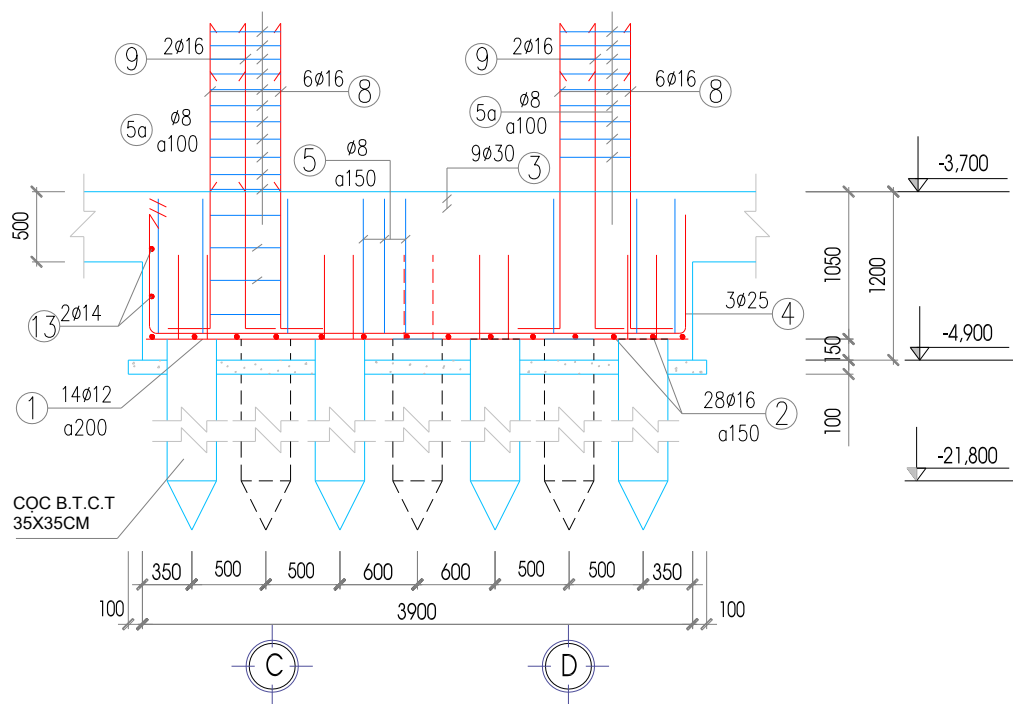 9
2ø16
6ø16
8
5a
ø8
a100
5
ø8
a150
9ø30
3
9
2ø16
6ø16
8
5a
ø8
a100
-3,700
500
1050
1200
13
2ø14
3ø25
4
-4,900
150
1
14ø12
a200
28ø16
2
a150
100
-21,800
CỌC B.T.C.T
35X35CM
350
500
500
600
600
500
500
350
100
3900
100
C
D